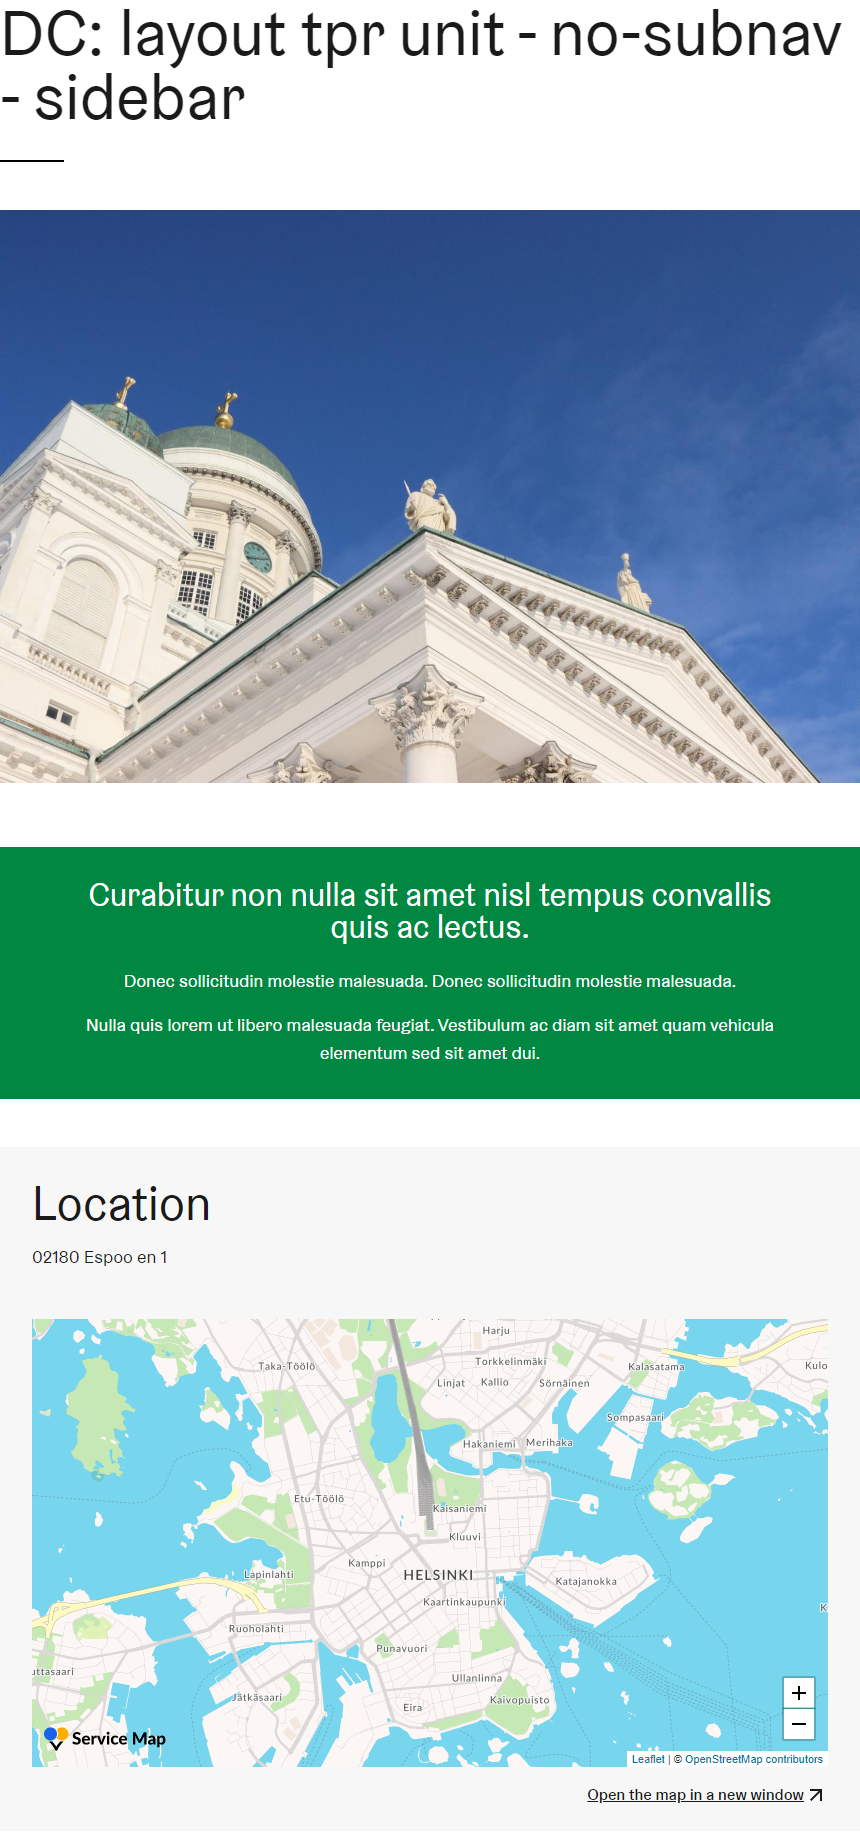 DC: layout tpr unit - no-subnav
- sidebar
Curabitur non nulla sit amet nisl tempus convallis
quis ac lectus.
Donec sollicitudin molestie malesuada. Donec sollicitudin molestie malesuada.
Nulla quis lorem ut libero malesuada feugiat. Vestibulum ac diam sit amet quam vehicula
elementum sed sit amet dui.
Location
02180 Espoo en 1
Harju
Taka-Töölö
Torkkelinmäki
Kalasatama
Kulo
Linjat
Kallio
Sörnäinen
Sompasaari
Hakaniemi
Merihaka
Etu-Töölö
Kaisaniemi
Kluuvi
Kamppi
Lapinlahti
HELSINKI
Katajanokka
Kaartinkaupunki
K
Ruoholahti
Punavuori
uttasaari
Ullanlinna
Jätkäsaari
Kaivopuisto
Eira
+
−
Service Map
Leaflet | © OpenStreetMap contributors
Open the map in a new window